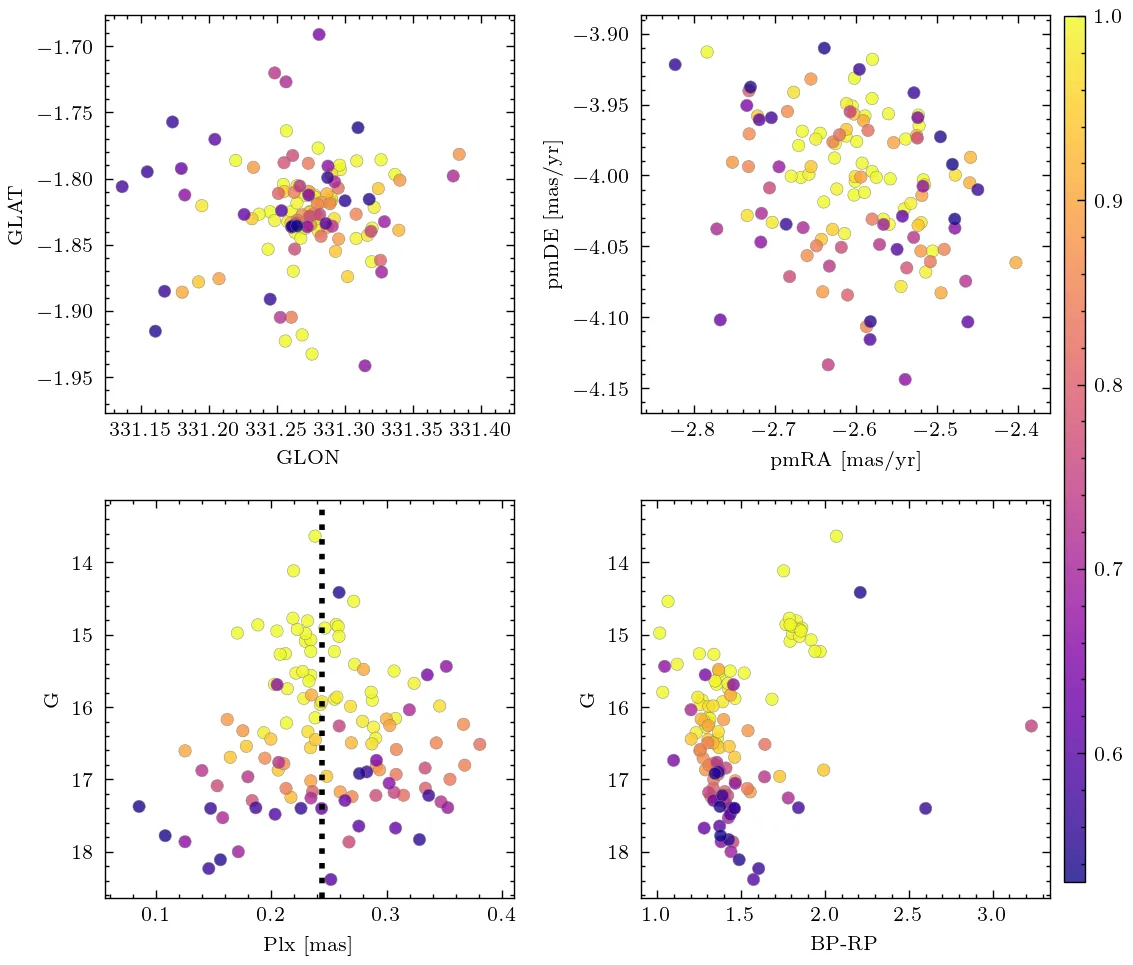 −1.70
−1.75
−1.80
−1.85
−1.90
−1.95
GLAT
331.15 331.20 331.25 331.30 331.35 331.40
GLON
−3.90
−3.95
−4.00
−4.05
−4.10
−4.15
pmDE [mas/yr]
−2.8 −2.7 −2.6 −2.5 −2.4
pmRA [mas/yr]
14
15
16
17
18
G
0.1 0.2 0.3 0.4
Plx [mas]
14
15
16
17
18
G
1.0 1.5 2.0 2.5 3.0
BP-RP
1.0
0.9
0.8
0.7
0.6